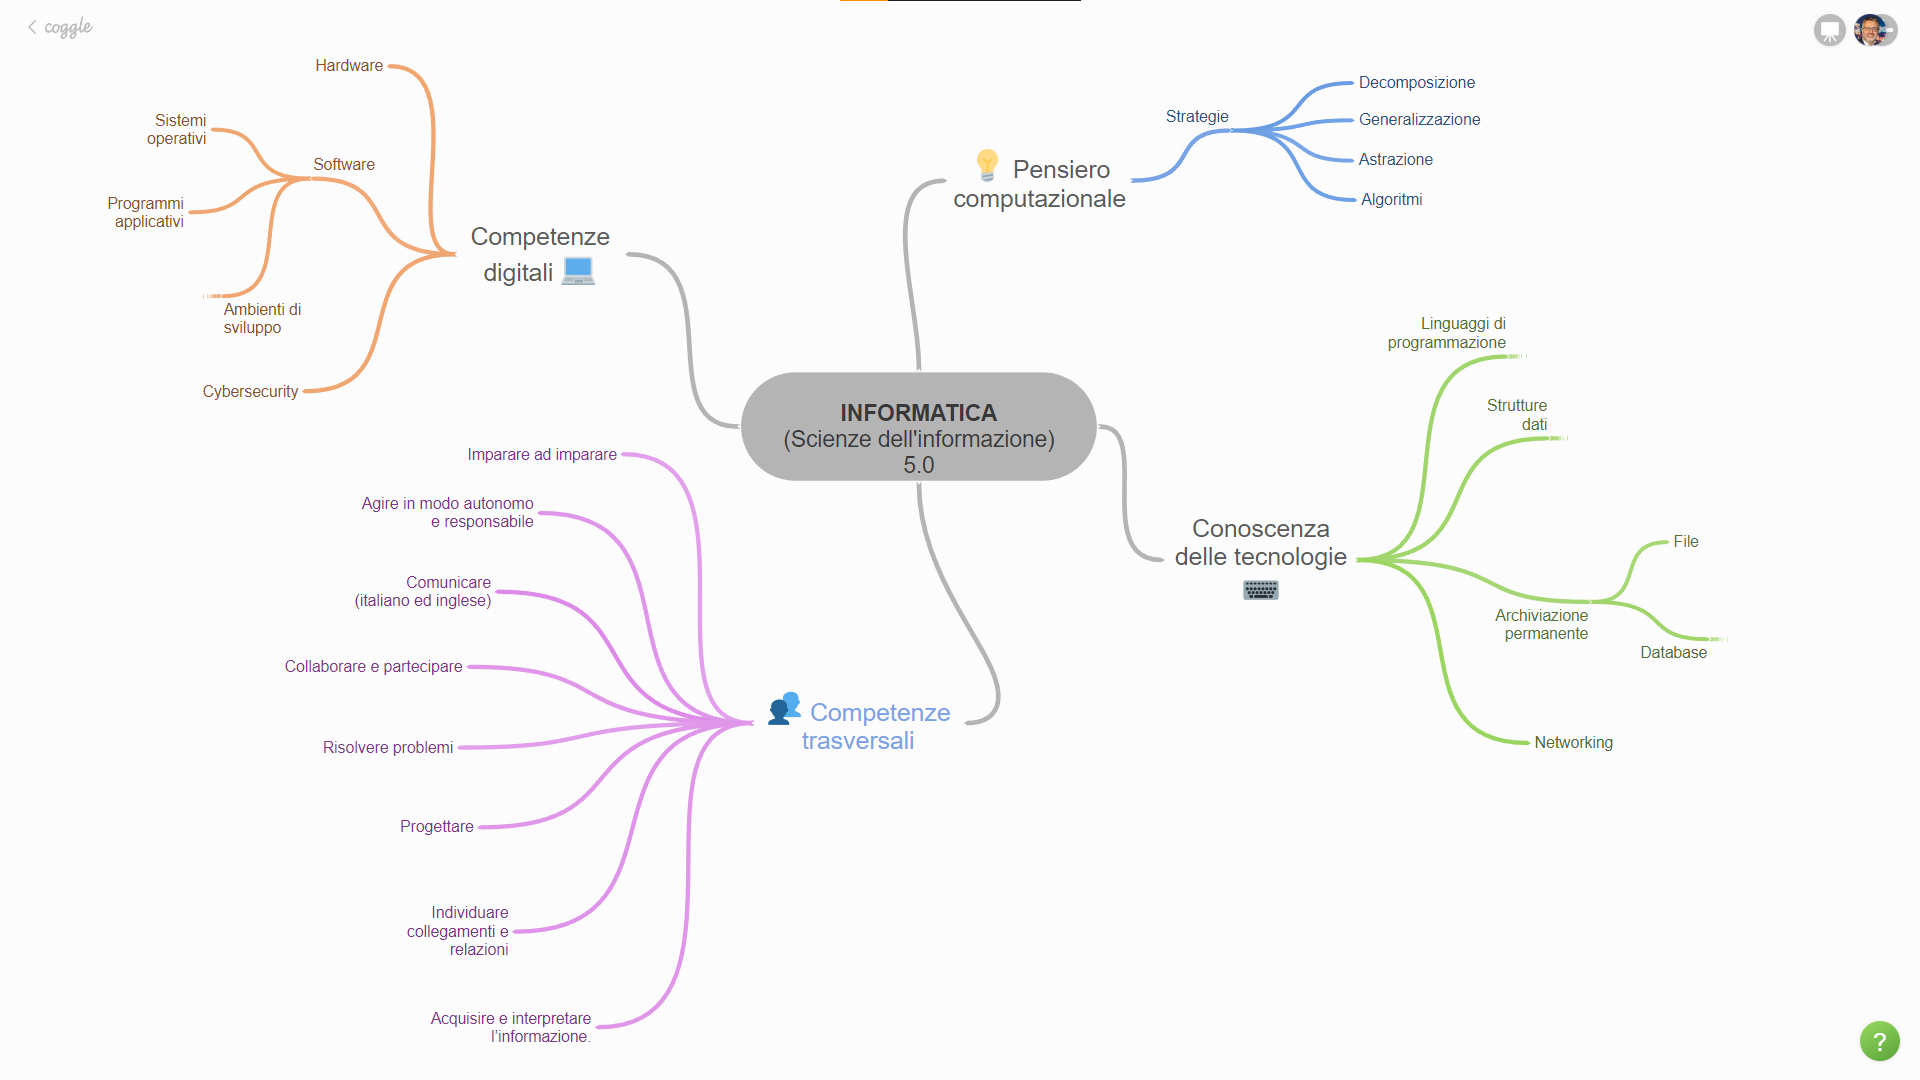 coggle
Hardware
Sistemi
operativi
Software
Programmi
applicativi
Competenze
digitali
Ambienti di
sviluppo
Cybersecurity
Strategie
Decomposizione
Generalizzazione
Astrazione
Algoritmi
Pensiero
computazionale
INFORMATICA
(Scienze dell'informazione)
5.0
Linguaggi di
programmazione
Strutture
dati
Conoscenza
delle tecnologie
File
Archiviazione
permanente
Database
Networking
Imparare ad imparare
Agire in modo autonomo
e responsabile
Comunicare
(italiano ed inglese)
Collaborare e partecipare
Competenze
trasversali
Risolvere problemi
Progettare
Individuare
collegamenti e
relazioni
Acquisire e interpretare
l’informazione.
?